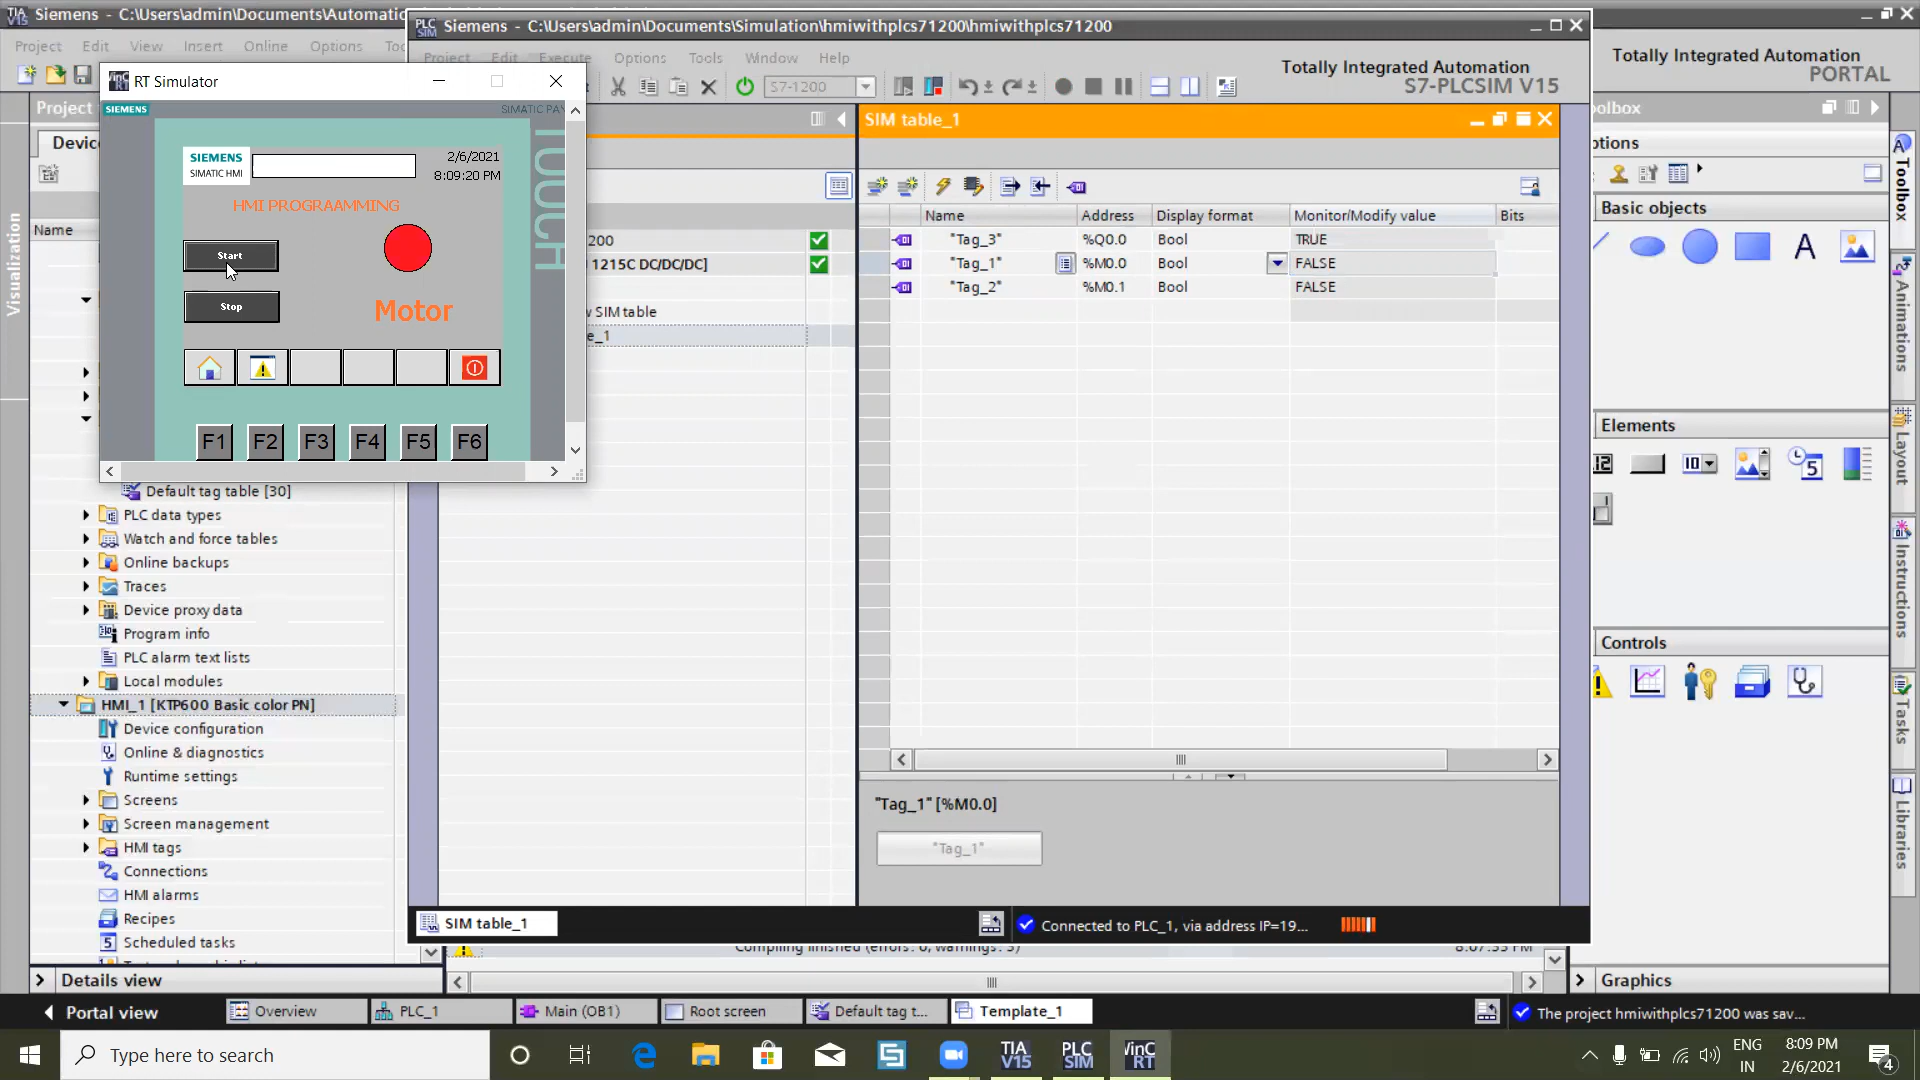 Siemens - C:\Users\admin\Documents\Automatic
Project Edit View Insert Online Options
Totally Integrated Automation
PORTAL
Siemens - C:\Users\admin\Documents\Simulation\hmiwithplcs71200\hmiwithplcs71200
Project Edit Execute Options Tools Window Help
S7-1200
Totally Integrated Automation
S7-PLCSIM V15
RT Simulator
SIEMENS
SIMATIC PA
TOUCH
SIEMENS
SIMATIC HMI
2/6/2021
8:09:20 PM
HMI PROGRAAMMING
Start
Stop
Motor
F1 F2 F3 F4 F5 F6
Project
Visualization
Name
200
1215C DC/DC/DC]
SIM table
_1
SIM table_1
Name Address Display format Monitor/Modify value Bits
"Tag_3" %Q0.0 Bool TRUE
"Tag_1" %M0.0 Bool FALSE
"Tag_2" %M0.1 Bool FALSE
"Tag_1" [%M0.0]
"Tag_1"
SIM table_1
Connected to PLC_1, via address IP=19...
Default tag table [30]
PLC data types
Watch and force tables
Online backups
Traces
Device proxy data
Program info
PLC alarm text lists
Local modules
HMI_1 [KTP600 Basic color PN]
Device configuration
Online & diagnostics
Runtime settings
Screens
Screen management
HMI tags
Connections
HMI alarms
Recipes
Scheduled tasks
Details view
Basic objects
Elements
Controls
Graphics
Toolbox
Animations
Layout
Instructions
Tasks
Libraries
Portal view
Overview
PLC_1
Main (OB1)
Root screen
Default tag t...
Template_1
The project hmiwithplcs71200 was sav...
Type here to search
ENG
IN
8:09 PM
2/6/2021
4